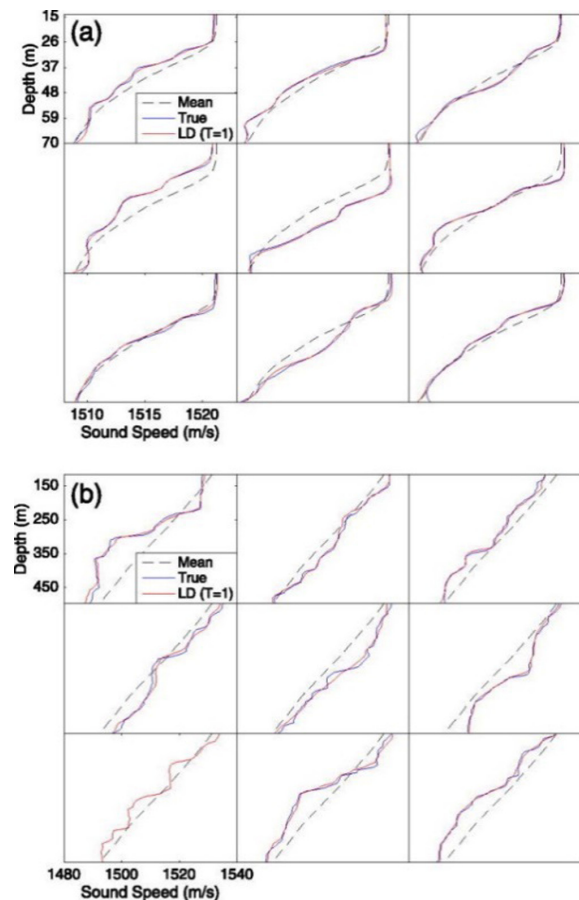 (a)
15
26
37
48
59
70
Depth (m)
Mean
True
LD (T=1)
1510 1515 1520
Sound Speed (m/s)
(b)
150
250
350
450
Depth (m)
Mean
True
LD (T=1)
1480 1500 1520 1540
Sound Speed (m/s)